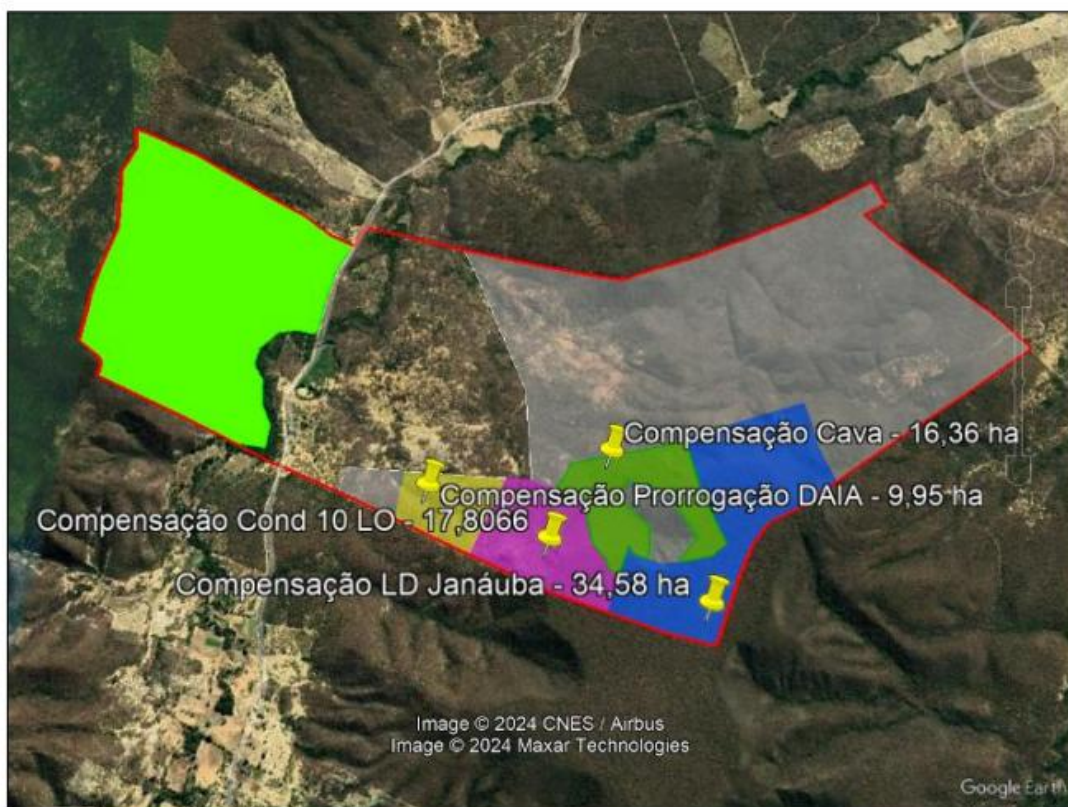 Compensação Cava - 16,36 ha
Compensação Prorrogação DAIA - 9,95 ha
Compensação Cond 10 LO - 17,8066
Compensação LD Janáuba - 34,58 ha
Image © 2024 CNES / Airbus
Image © 2024 Maxar Technologies
Google Earth